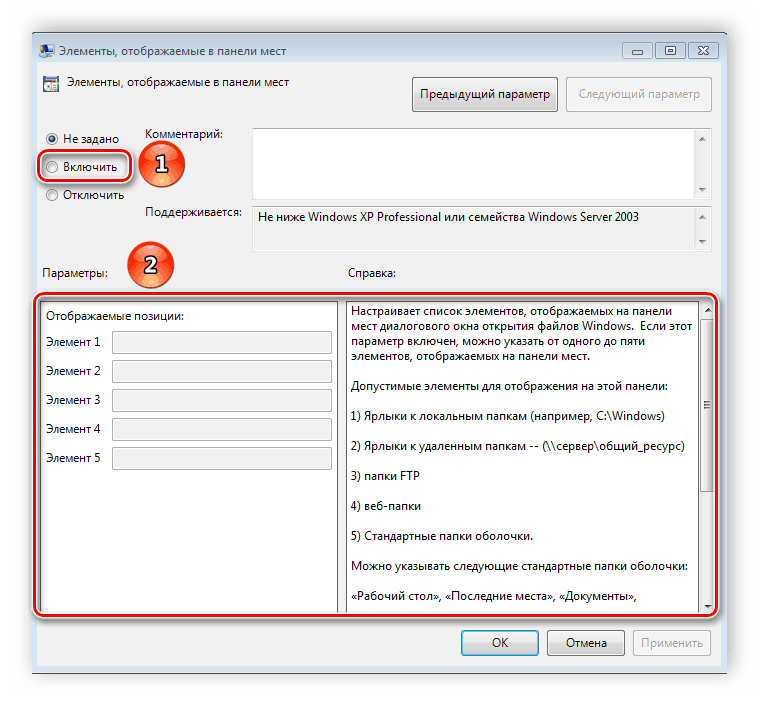 Элементы, отображаемые в панели мест
Элементы, отображаемые в панели мест
Предыдущий параметр
Следующий параметр
Не задано
Комментарий:
Включить
1
Отключить
Поддерживается:
Не ниже Windows XP Professional или семейства Windows Server 2003
Параметры:
2
Справка:
Отображаемые позиции:
Элемент 1
Элемент 2
Элемент 3
Элемент 4
Элемент 5
Настраивает список элементов, отображаемых на панели
мест диалогового окна открытия файлов Windows. Если этот
параметр включен, можно указать от одного до пяти
элементов, отображаемых на панели мест.
Допустимые элементы для отображения на этой панели:
1) Ярлыки к локальным папкам (например, C:\Windows)
2) Ярлыки к удаленным папкам -- (\\сервер\общий_ресурс)
3) папки FTP
4) веб-папки
5) Стандартные папки оболочки.
Можно указывать следующие стандартные папки оболочки:
«Рабочий стол», «Последние места», «Документы»,
ОК
Отмена
Применить